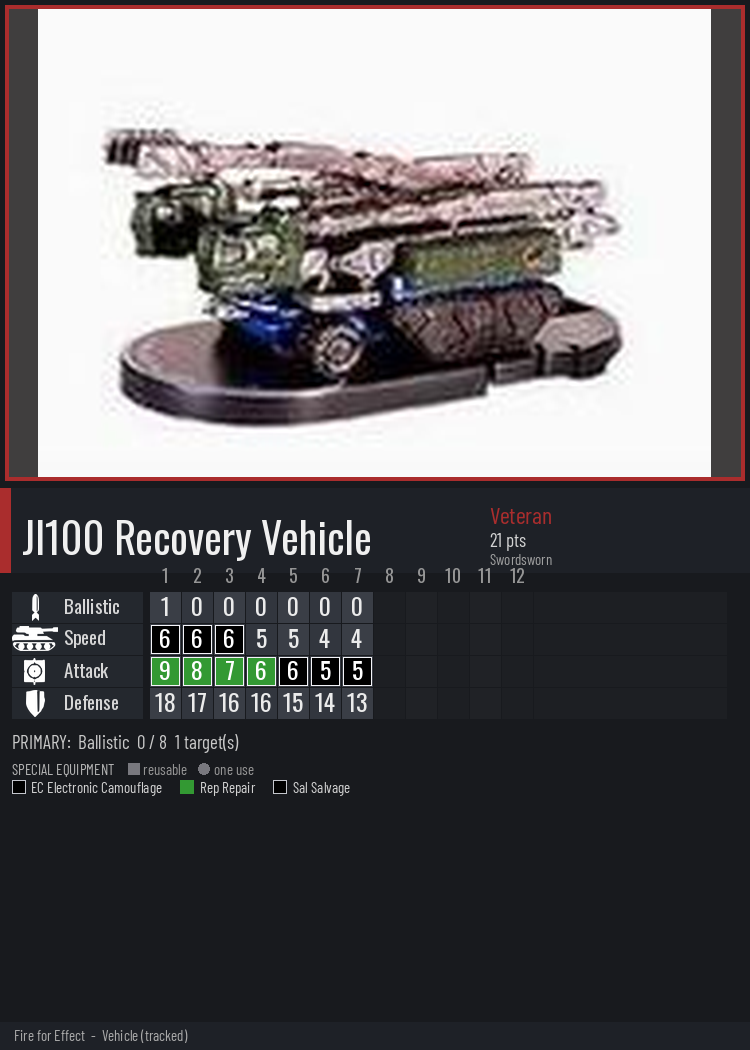 JI100 Recovery Vehicle
Veteran
21 pts
Swordsworn
1 2 3 4 5 6 7 8 9 10 11 12
Ballistic 1 0 0 0 0 0 0
Speed 6 6 6 5 5 4 4
Attack 9 8 7 6 6 5 5
Defense 18 17 16 16 15 14 13
PRIMARY: Ballistic 0 / 8 1 target(s)
SPECIAL EQUIPMENT reusable one use
EC Electronic Camouflage Rep Repair Sal Salvage
Fire for Effect - Vehicle (tracked)